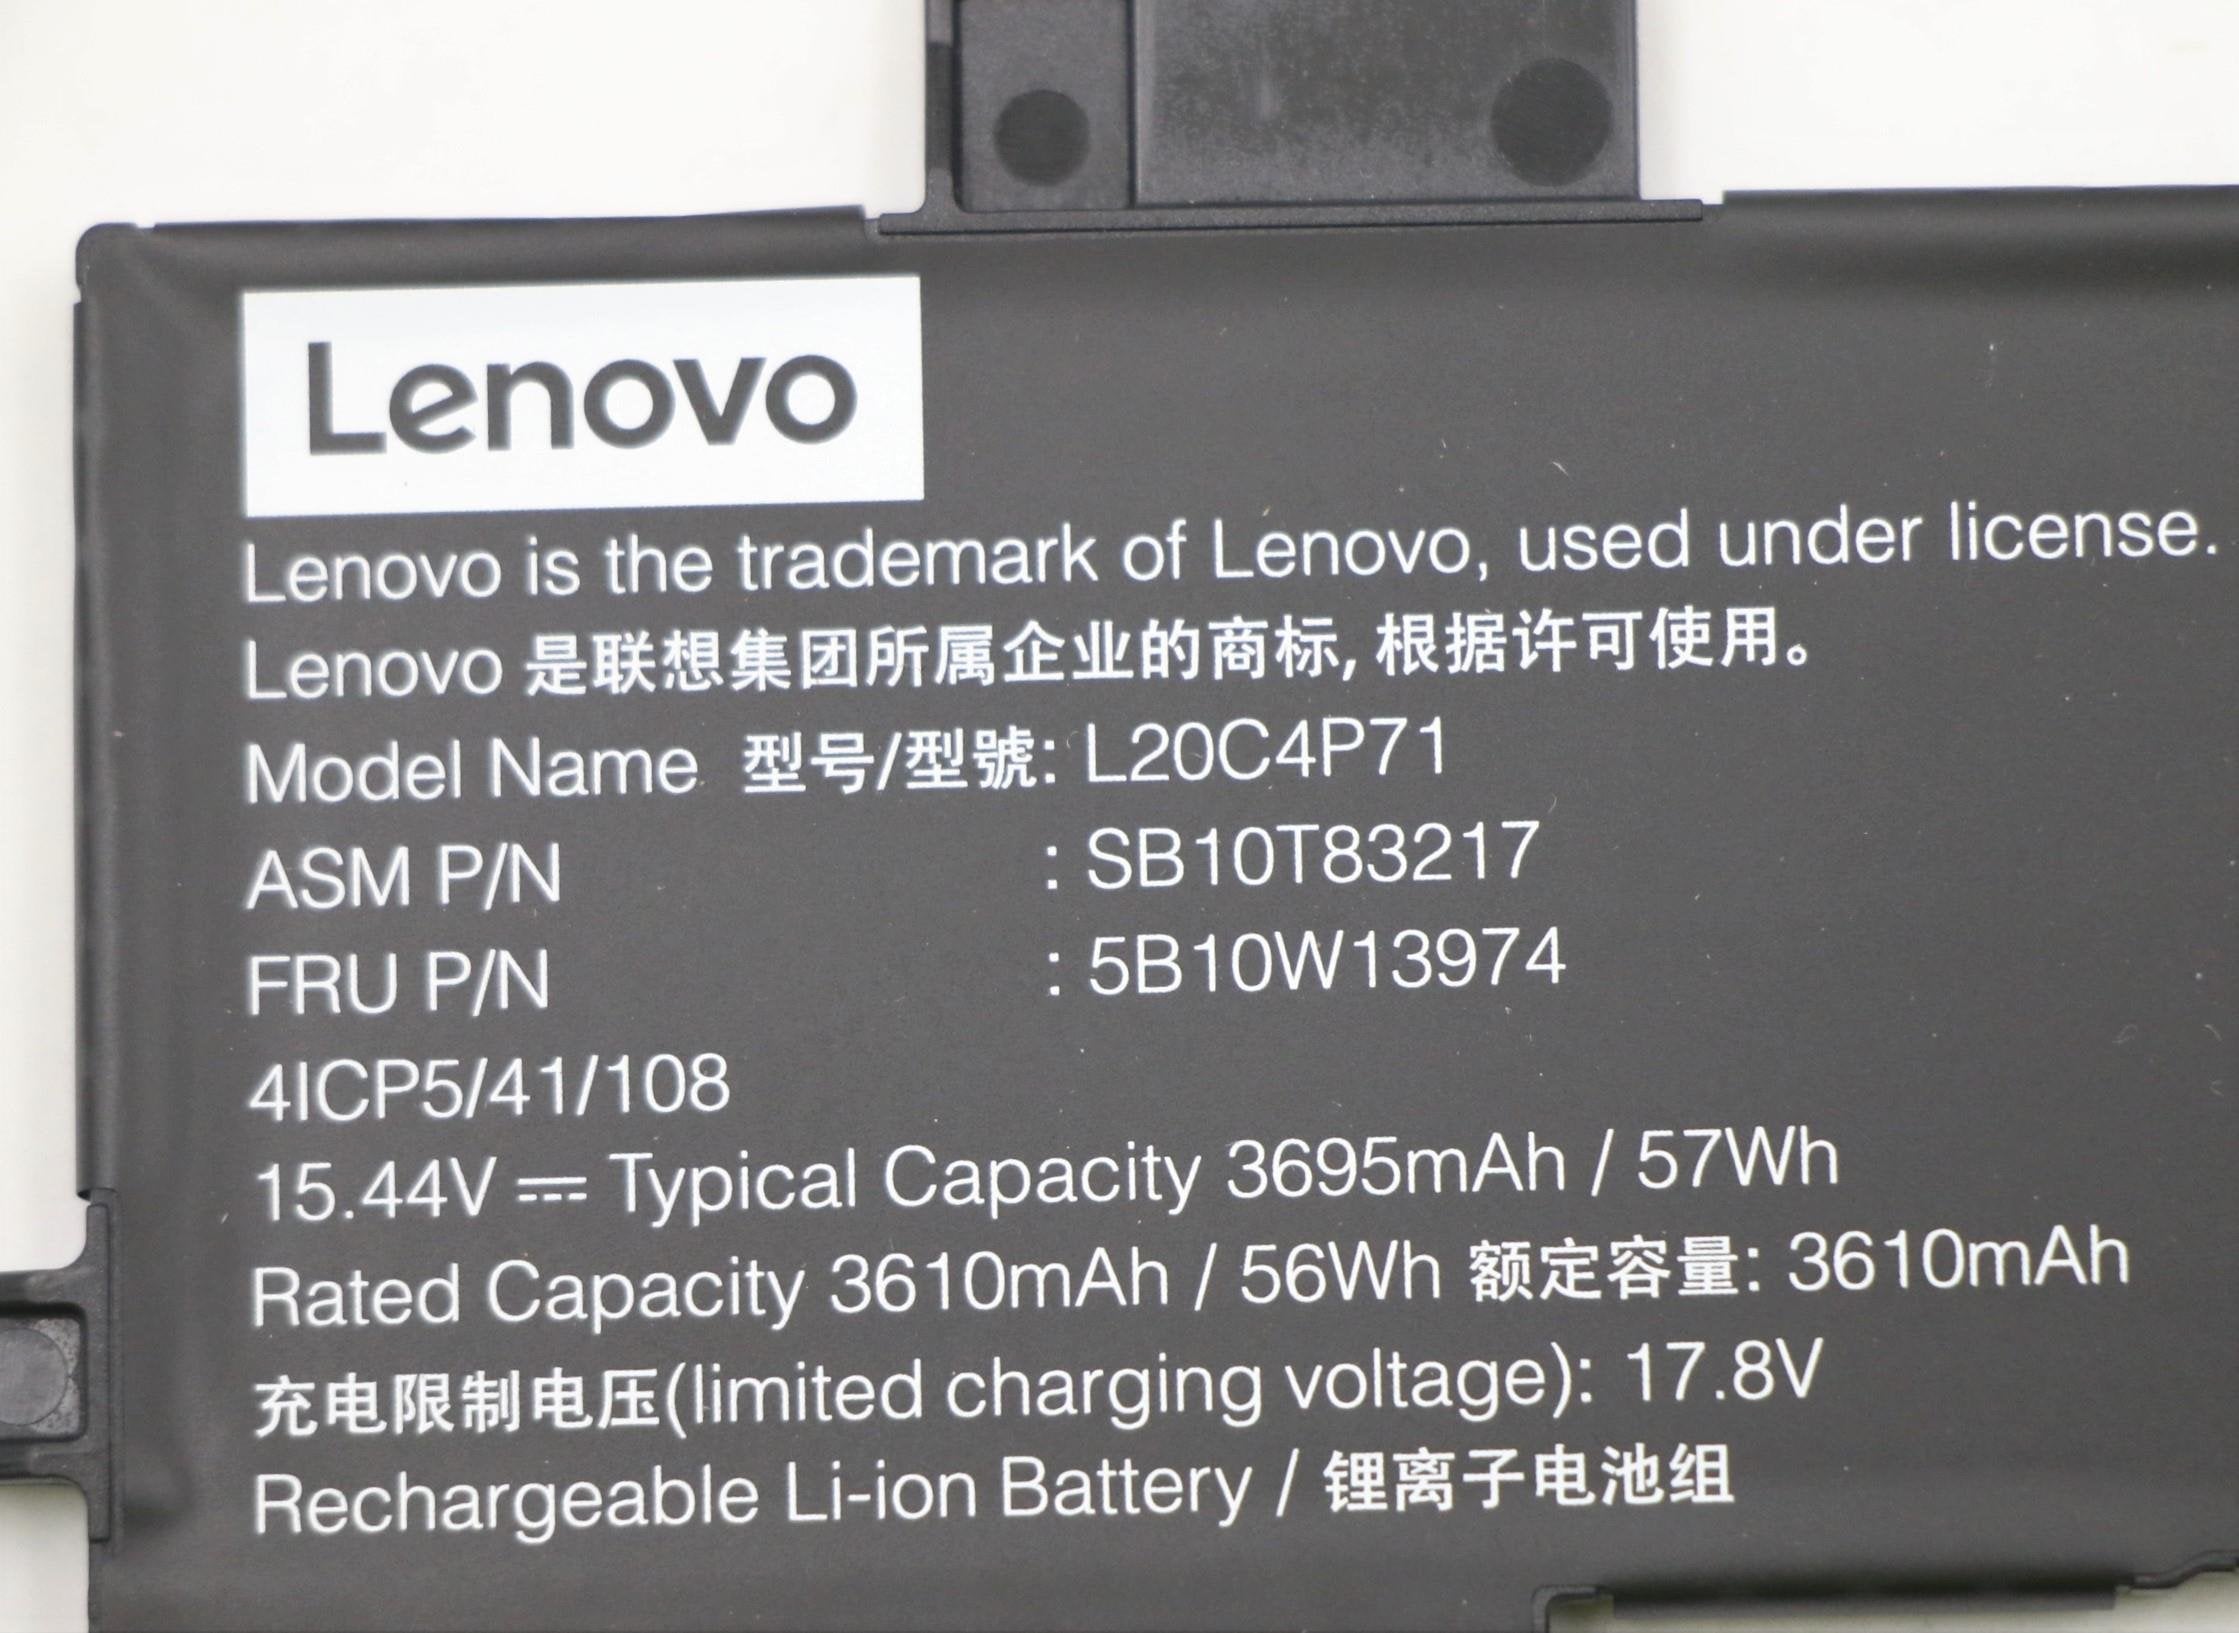 Lenovo
Lenovo is the trademark of Lenovo, used under license.
Lenovo 是联想集团所属企业的商标, 根据许可使用。
Model Name 型号/型號: L20C4P71
ASM P/N : SB10T83217
FRU P/N : 5B10W13974
4ICP5/41/108
15.44V ⎓ Typical Capacity 3695mAh / 57Wh
Rated Capacity 3610mAh / 56Wh 额定容量: 3610mAh
充电限制电压(limited charging voltage): 17.8V
Rechargeable Li-ion Battery / 锂离子电池组